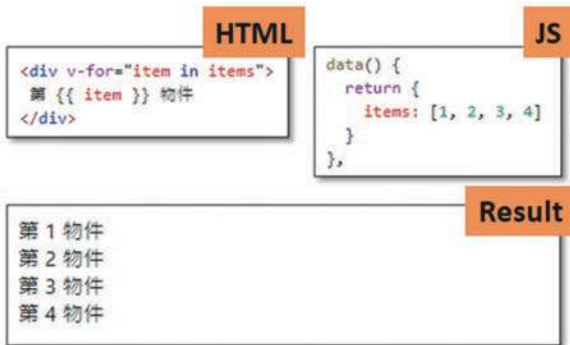 HTML
<div v-for="item in items">
第 {{ item }} 物件
</div>
JS
data() {
return {
items: [1, 2, 3, 4]
}
},
Result
第 1 物件
第 2 物件
第 3 物件
第 4 物件